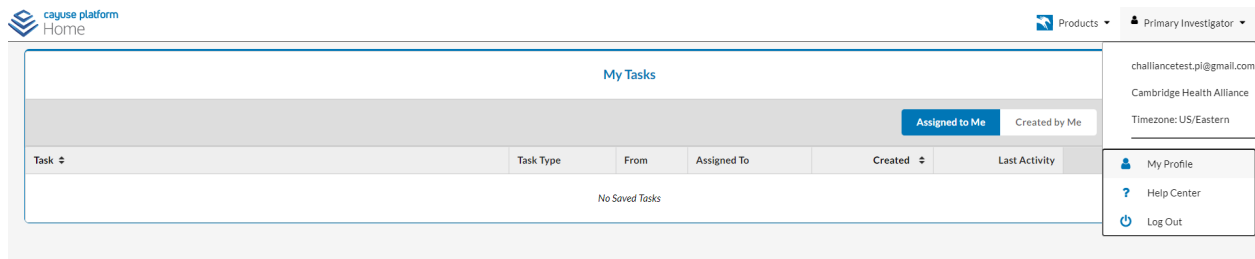 cayuse platform
Home
Products
Primary Investigator
challiancetest.pi@gmail.com
Cambridge Health Alliance
Timezone: US/Eastern
My Profile
Help Center
Log Out
My Tasks
Assigned to Me Created by Me
Task Task Type From Assigned To Created Last Activity
No Saved Tasks